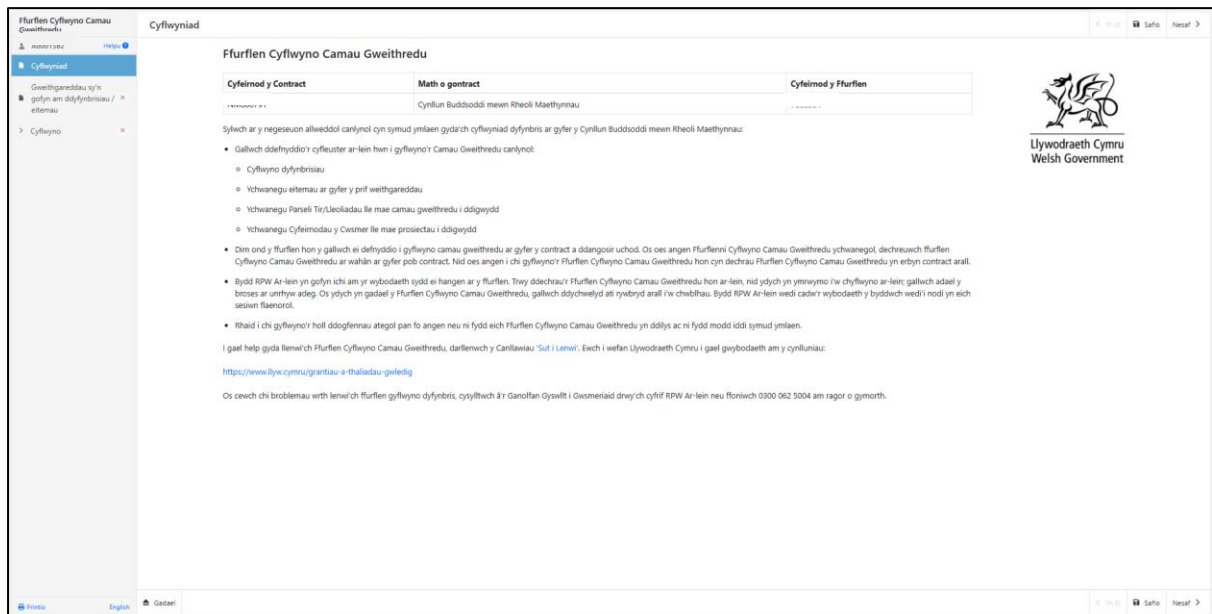 Ffurflen Cyflwyno Camau
Gweithredu
Helpu
Cyflwyniad
Gweithgareddau sy'n
gofyn am ddyfynbrisiau /
eitemau
Cyflwyno
Cyflwyniad
Safio
Nesaf
Ffurflen Cyflwyno Camau Gweithredu
Cyfeirnod y Contract
Math o gontract
Cyfeirnod y Ffurflen
Cynllun Buddsoddi mewn Rheoli Maethynnau
Sylwch ar y negeseuon allweddol canlynol cyn symud ymlaen gyda'ch cyflwyniad dyfynbris ar gyfer y Cynllun Buddsoddi mewn Rheoli Maethynnau:
• Gallwch ddefnyddio'r cyfleuster ar-lein hwn i gyflwyno'r Camau Gweithredu canlynol:
Cyflwyno dyfynbrisiau
Ychwanegu eitemau ar gyfer y prif weithgareddau
Ychwanegu Parseli Tir/Lleoliadau lle mae camau gweithredu i ddigwydd
Ychwanegu Cyfeirnodau y Cwsmer lle mae prosiectau i ddigwydd
• Dim ond y ffurflen hon y gallwch ei defnyddio i gyflwyno camau gweithredu ar gyfer y contract a ddangosir uchod. Os oes angen Ffurflenni Cyflwyno Camau Gweithredu ychwanegol, dechreuwch ffurflen
Cyflwyno Camau Gweithredu ar wahân ar gyfer pob contract. Nid oes angen i chi gyflwyno'r Ffurflen Cyflwyno Camau Gweithredu hon cyn dechrau Ffurflen Cyflwyno Camau Gweithredu yn erbyn contract arall.
• Bydd RPW Ar-lein yn gofyn ichi am yr wybodaeth sydd ei hangen ar y ffurflen. Trwy ddechrau'r Ffurflen Cyflwyno Camau Gweithredu hon ar-lein, nid ydych yn ymrwymo i'w chyflwyno ar-lein; gallwch adael y
broses ar unrhyw adeg. Os ydych yn gadael y Ffurflen Cyflwyno Camau Gweithredu, gallwch ddychwelyd ati rywbryd arall i'w chwblhau. Bydd RPW Ar-lein wedi cadw'r wybodaeth y byddwch wedi'i nodi yn eich
sesiwn flaenorol.
• Rhaid i chi gyflwyno'r holl ddogfennau ategol pan fo angen neu ni fydd eich Ffurflen Cyflwyno Camau Gweithredu yn ddilys ac ni fydd modd iddi symud ymlaen.
I gael help gyda llenwi'ch Ffurflen Cyflwyno Camau Gweithredu, darllenwch y Canllawiau 'Sut i Lenwi'. Ewch i wefan Llywodraeth Cymru i gael gwybodaeth am y cynlluniau:
https://www.llyw.cymru/grantiau-a-thaliadau-gwledig
Os cewch chi broblemau wrth lenwi'ch ffurflen gyflwyno dyfynbris, cysylltwch â'r Ganolfan Gyswllt i Gwsmeriaid drwy'ch cyfrif RPW Ar-lein neu ffoniwch 0300 062 5004 am ragor o gymorth.
Llywodraeth Cymru
Welsh Government
Printio
English
Gadael
Safio
Nesaf